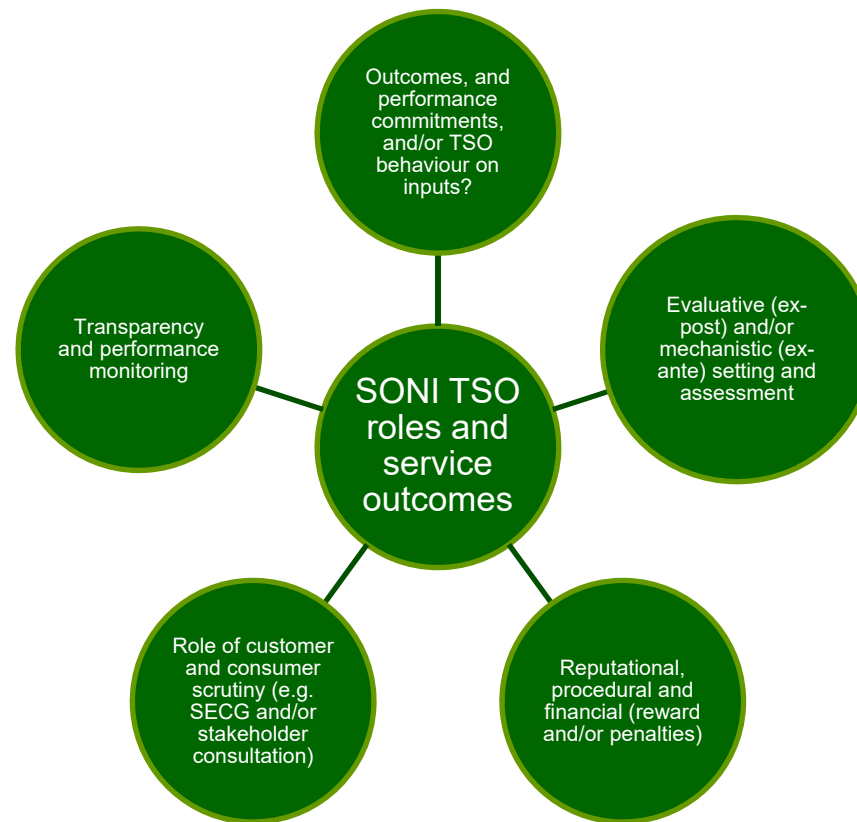 Outcomes, and
performance
commitments,
and/or TSO
behaviour on
inputs?
Evaluative (ex-
post) and/or
mechanistic (ex-
ante) setting and
assessment
Reputational,
procedural and
financial (reward
and/or penalties)
Role of customer
and consumer
scrutiny (e.g.
SECG and/or
stakeholder
consultation)
Transparency
and performance
monitoring
SONI TSO
roles and
service
outcomes